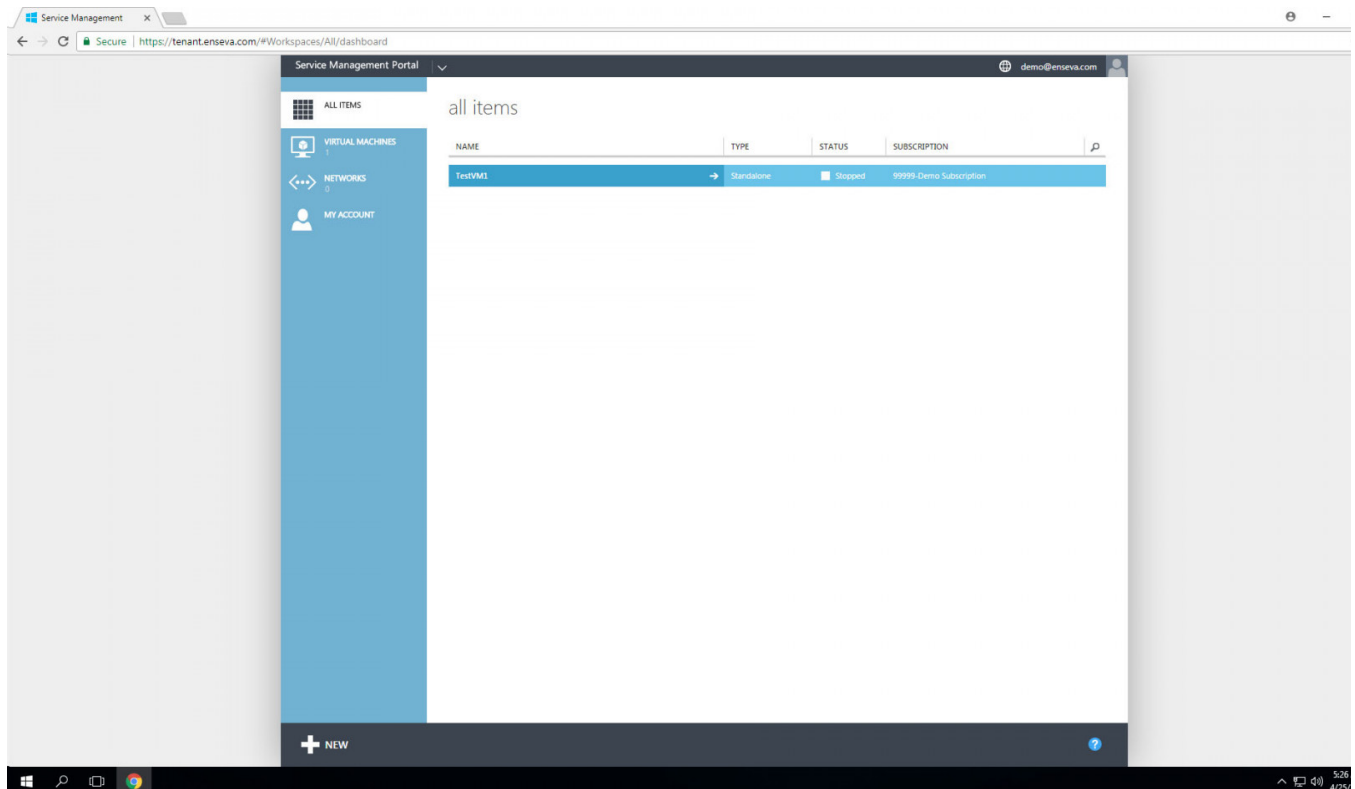 Service Management
Secure | https://tenant.enseva.com/#Workspaces/All/dashboard
Service Management Portal
demo@enseva.com
ALL ITEMS
VIRTUAL MACHINES
1
NETWORKS
0
MY ACCOUNT
all items
NAME TYPE STATUS SUBSCRIPTION
TestVM1 Standalone Stopped 99999-Demo Subscription
NEW
?
5:26
4/25/